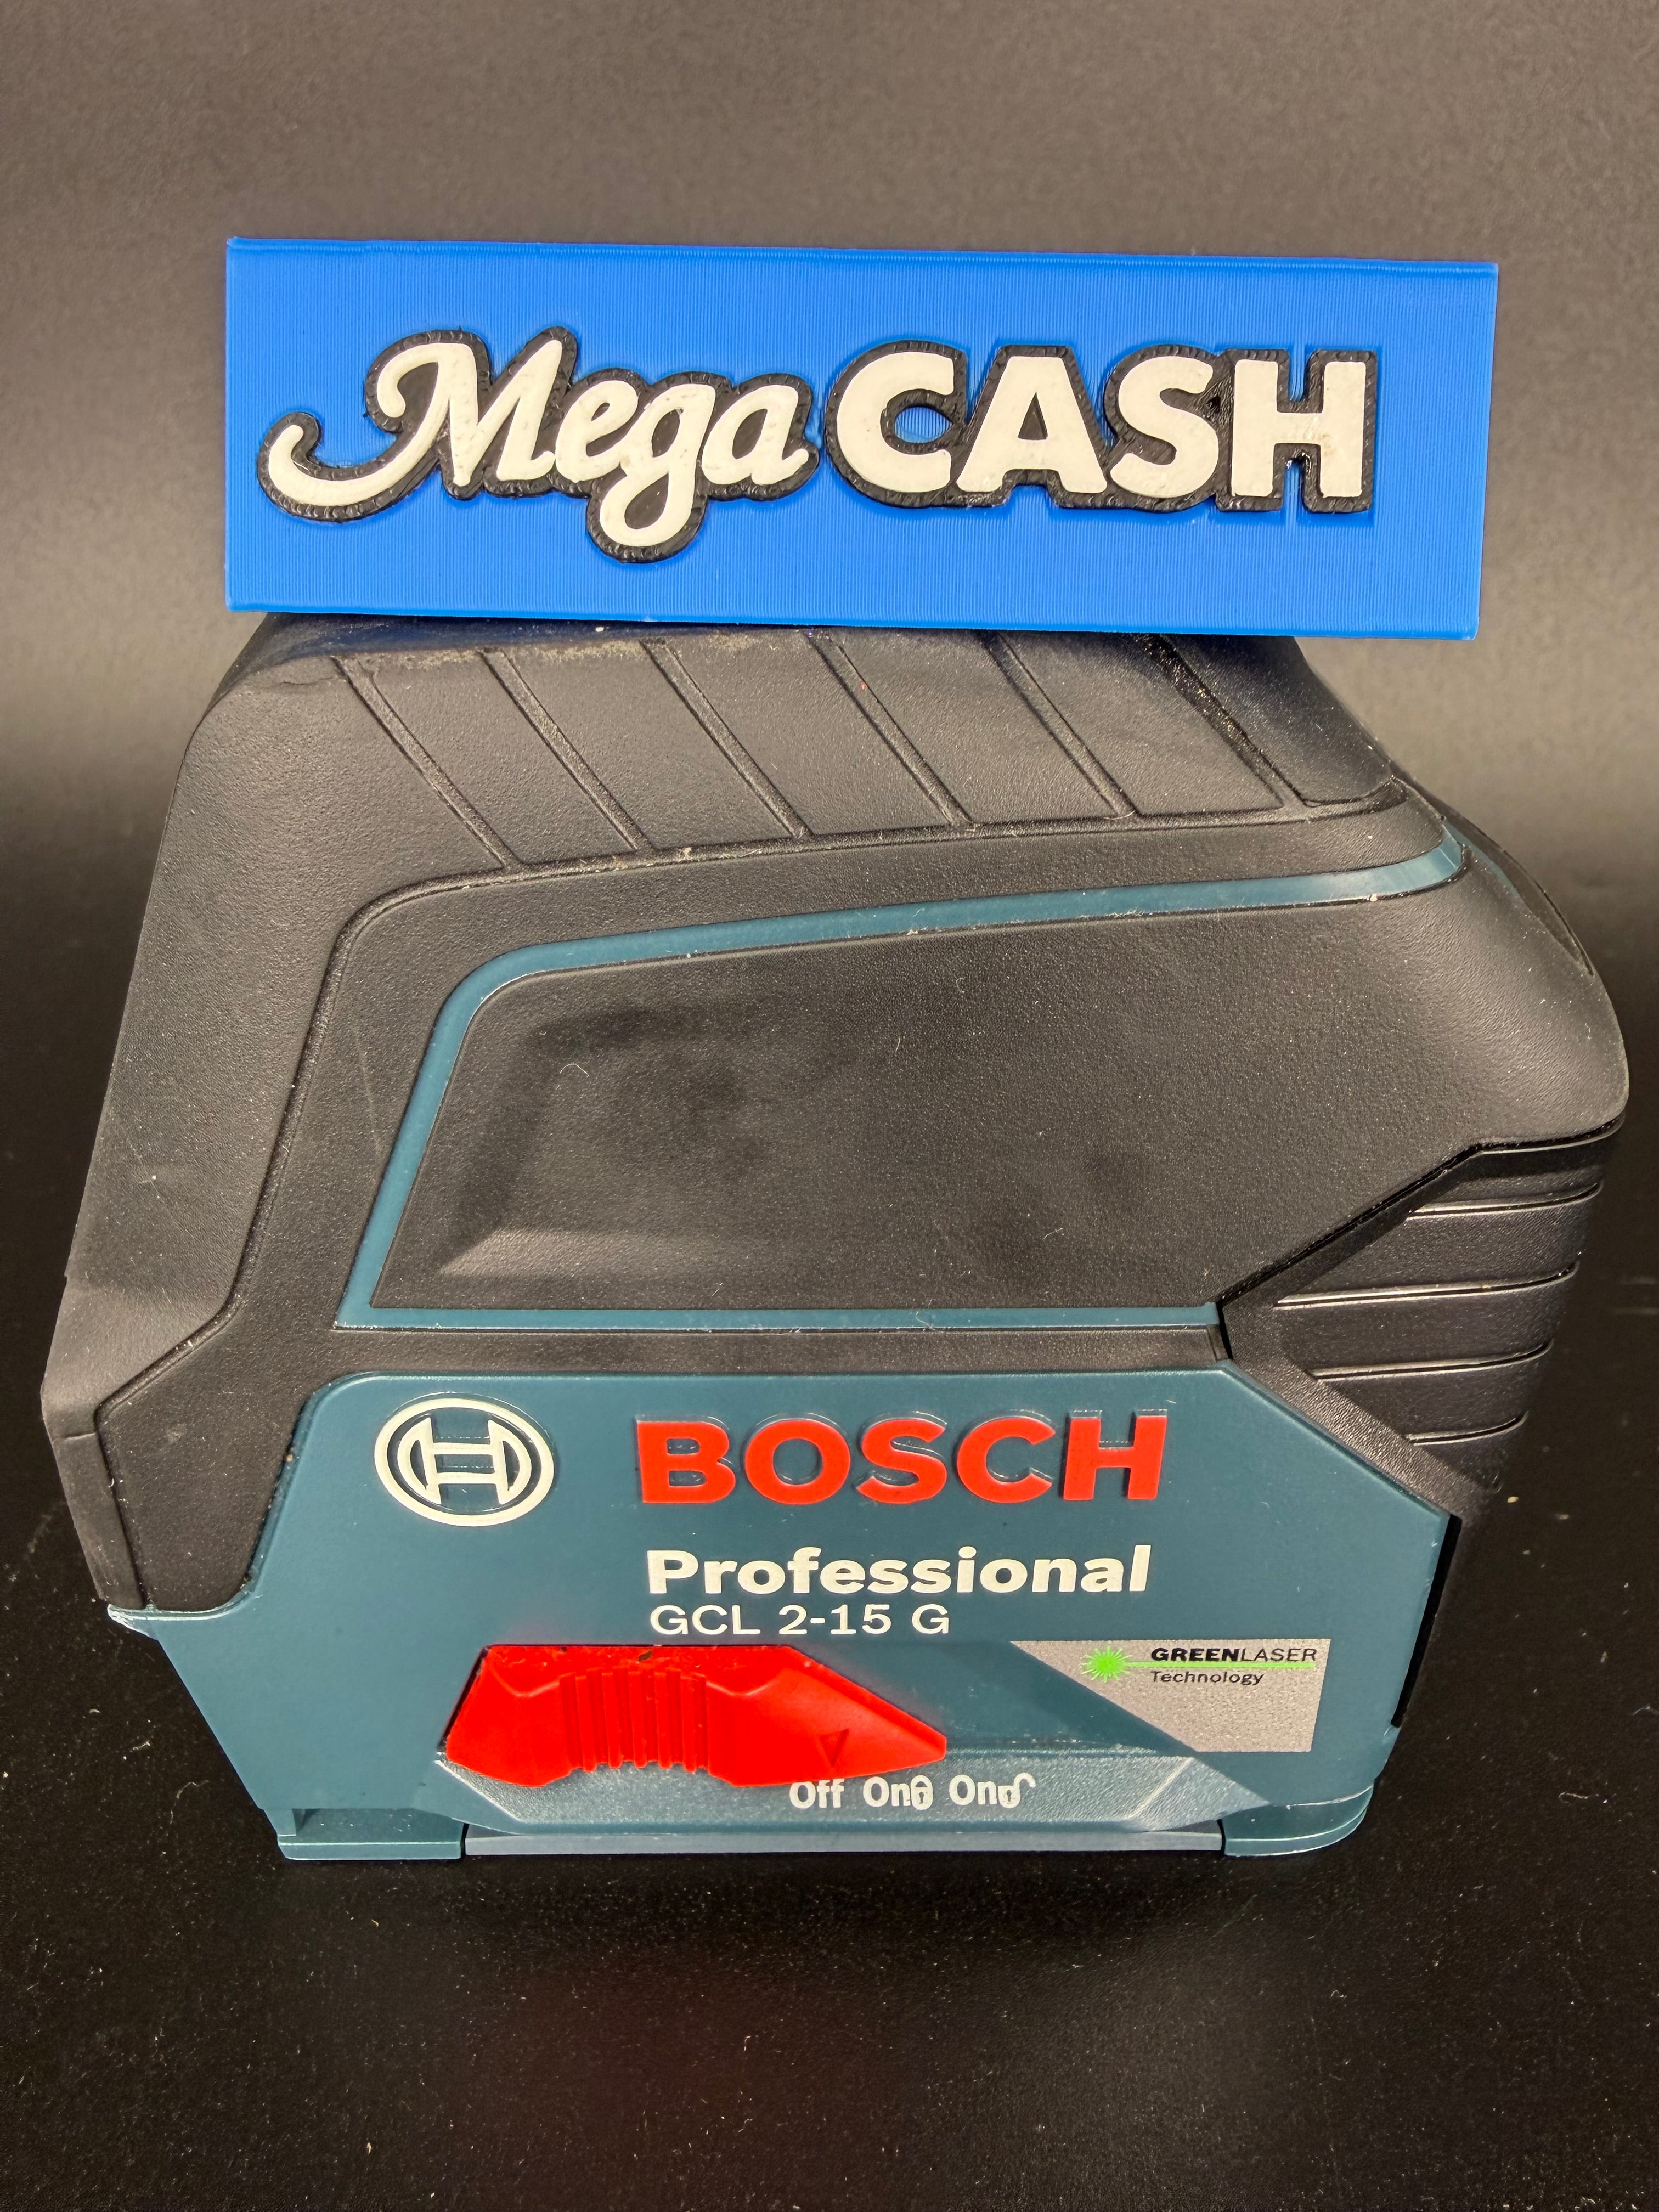 Mega CASH
BOSCH
Professional
GCL 2-15 G
GREENLASER
Technology
Off On On